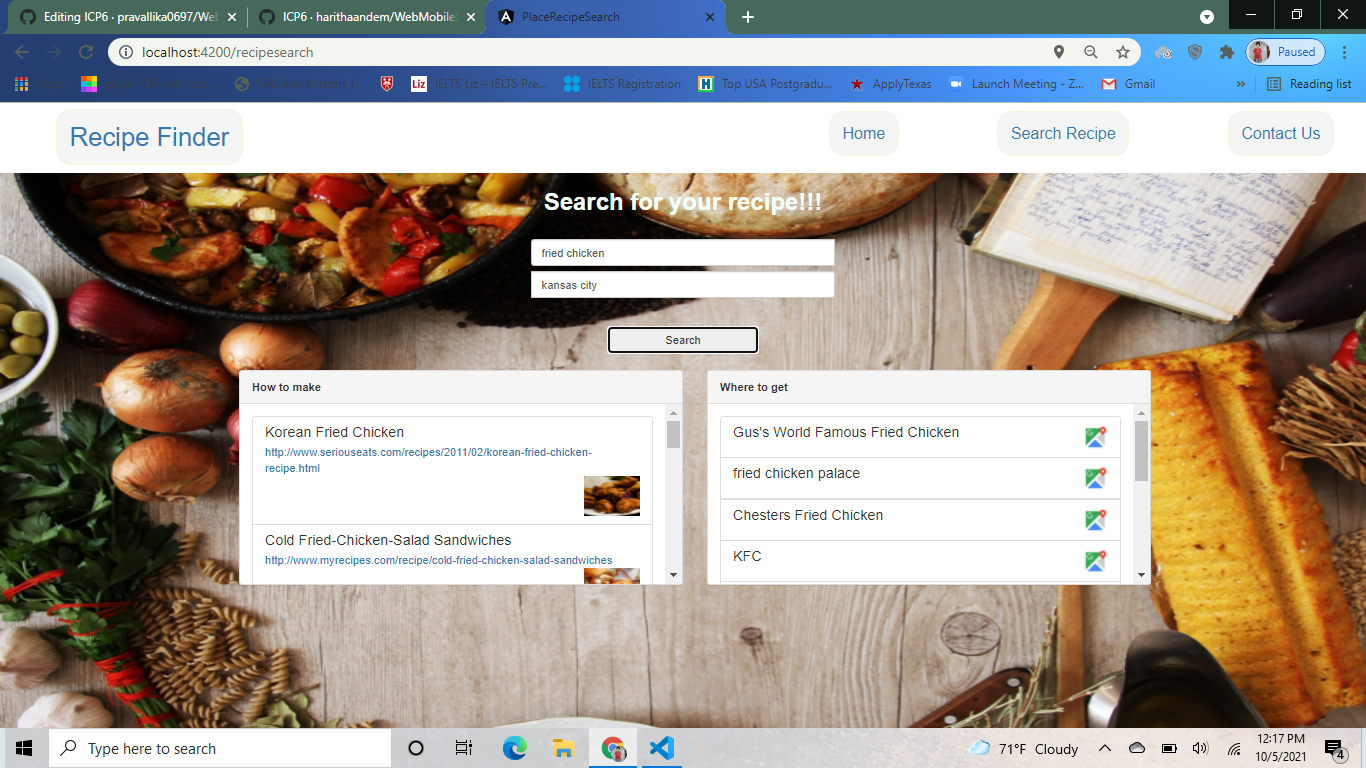 Editing ICP6 · pravallika0697/Web
ICP6 · harithaandem/WebMobileS
PlaceRecipeSearch
localhost:4200/recipesearch
Paused
Liz IELTS Liz – IELTS Pre...
IELTS Registration
Top USA Postgradu...
ApplyTexas
Launch Meeting - Z...
Gmail
»
Reading list
Recipe Finder
Home
Search Recipe
Contact Us
Search for your recipe!!!
fried chicken
kansas city
Search
How to make
Korean Fried Chicken
http://www.seriouseats.com/recipes/2011/02/korean-fried-chicken-
recipe.html
Cold Fried-Chicken-Salad Sandwiches
http://www.myrecipes.com/recipe/cold-fried-chicken-salad-sandwiches
Where to get
Gus's World Famous Fried Chicken
fried chicken palace
Chesters Fried Chicken
KFC
Type here to search
71°F Cloudy
12:17 PM
10/5/2021
4